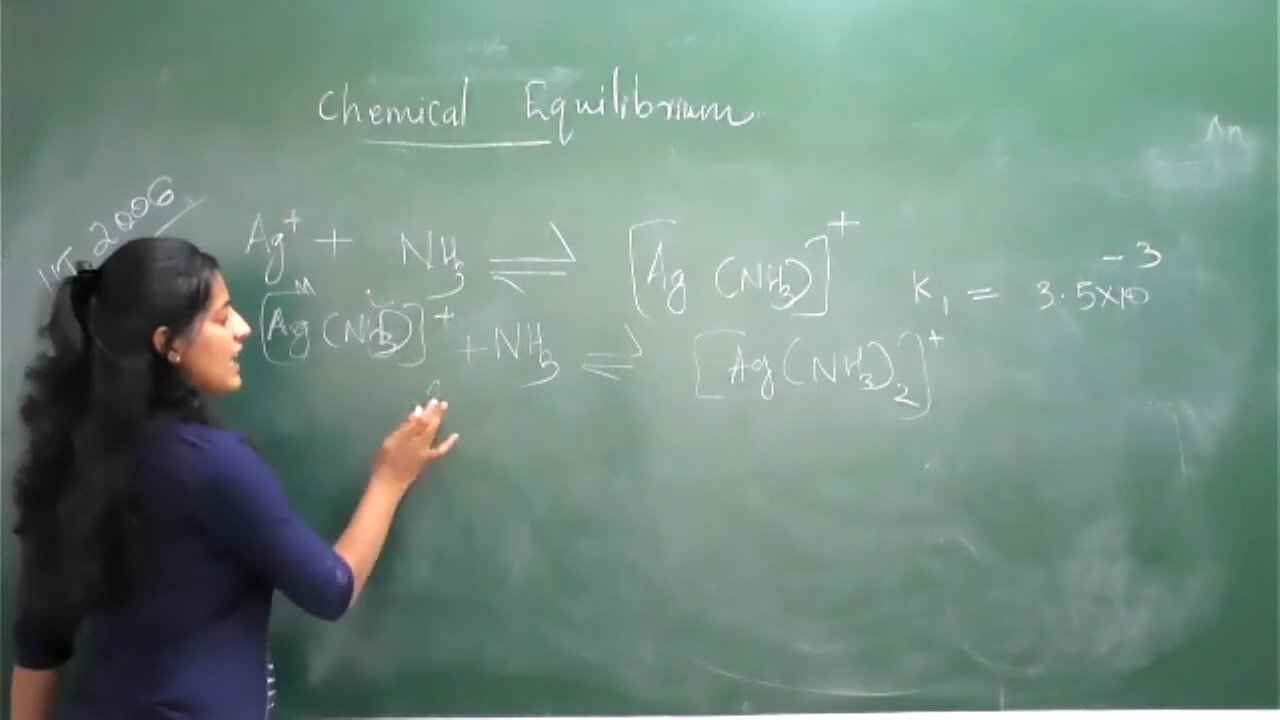 Chemical Equilibrium
IIT 2006
Ag⁺ + NH₃ ⇌ [Ag (NH₃)]⁺ K₁ = 3.5×10⁻³
[Ag (NH₃)]⁺ + NH₃ ⇌ [Ag(NH₃)₂]⁺
Δn